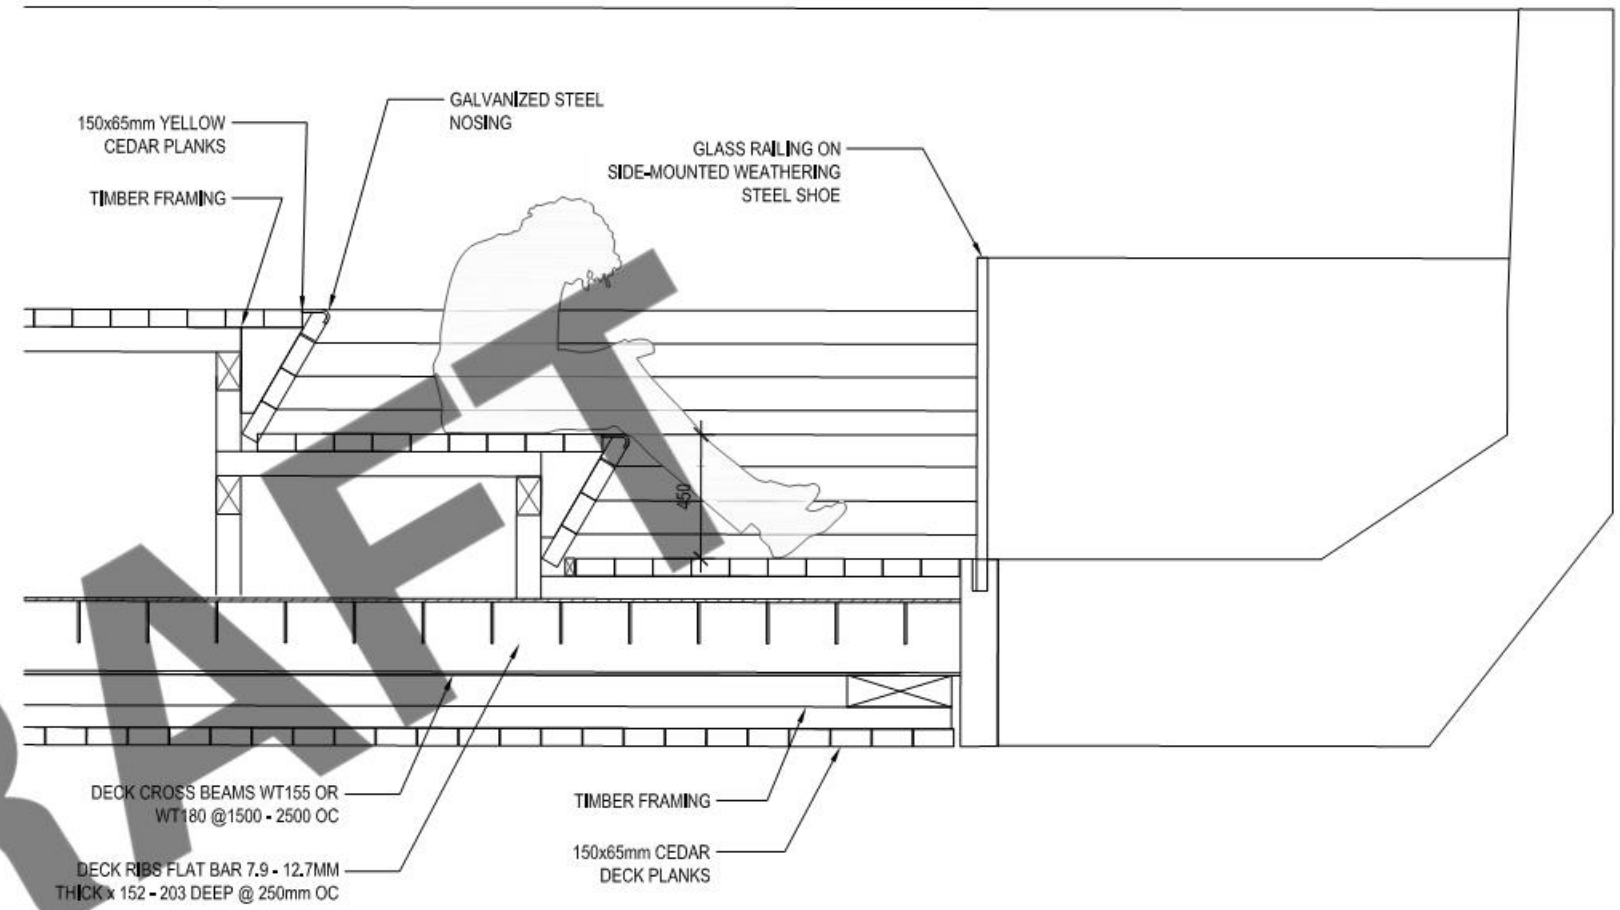 GALVANIZED STEEL
NOSING
150x65mm YELLOW
CEDAR PLANKS
GLASS RAILING ON
SIDE-MOUNTED WEATHERING
STEEL SHOE
TIMBER FRAMING
450
DECK CROSS BEAMS WT155 OR
WT180 @1500 - 2500 OC
TIMBER FRAMING
150x65mm CEDAR
DECK PLANKS
DECK RIBS FLAT BAR 7.9 - 12.7MM
THICK x 152 - 203 DEEP @ 250mm OC
RAFT